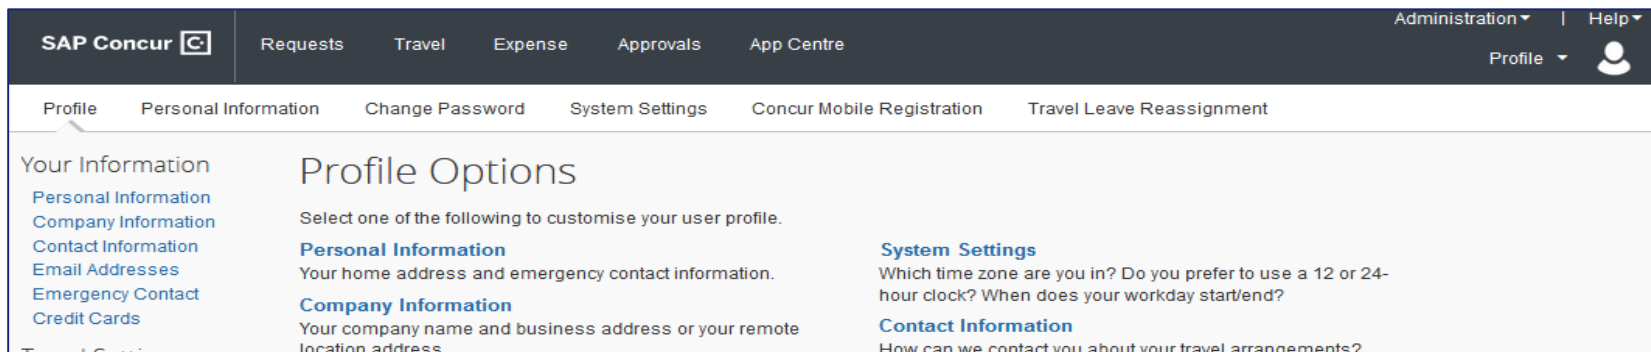 Administration | Help
SAP Concur C Requests Travel Expense Approvals App Centre
Profile
Profile Personal Information Change Password System Settings Concur Mobile Registration Travel Leave Reassignment
Your Information
Personal Information
Company Information
Contact Information
Email Addresses
Emergency Contact
Credit Cards
Profile Options
Select one of the following to customise your user profile.
Personal Information
Your home address and emergency contact information.
Company Information
Your company name and business address or your remote
location address.
System Settings
Which time zone are you in? Do you prefer to use a 12 or 24-
hour clock? When does your workday start/end?
Contact Information
How can we contact you about your travel arrangements?